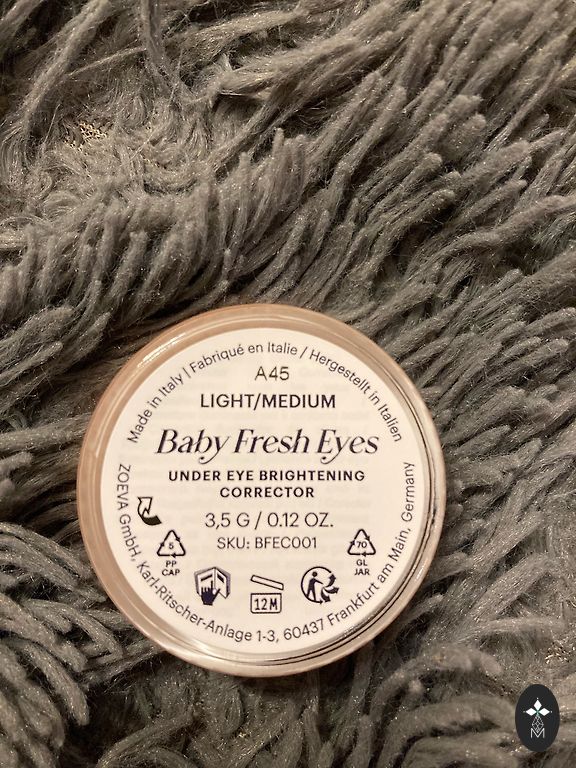 Made in Italy | Fabriqué en Italie / Hergestellt in Italien
A45
LIGHT/MEDIUM
Baby Fresh Eyes
UNDER EYE BRIGHTENING
CORRECTOR
3,5 G / 0.12 OZ.
SKU: BFEC001
5
PP
CAP
12M
70
GL
JAR
ZOEVA GmbH, Karl-Ritscher-Anlage 1-3, 60437 Frankfurt am Main, Germany
M